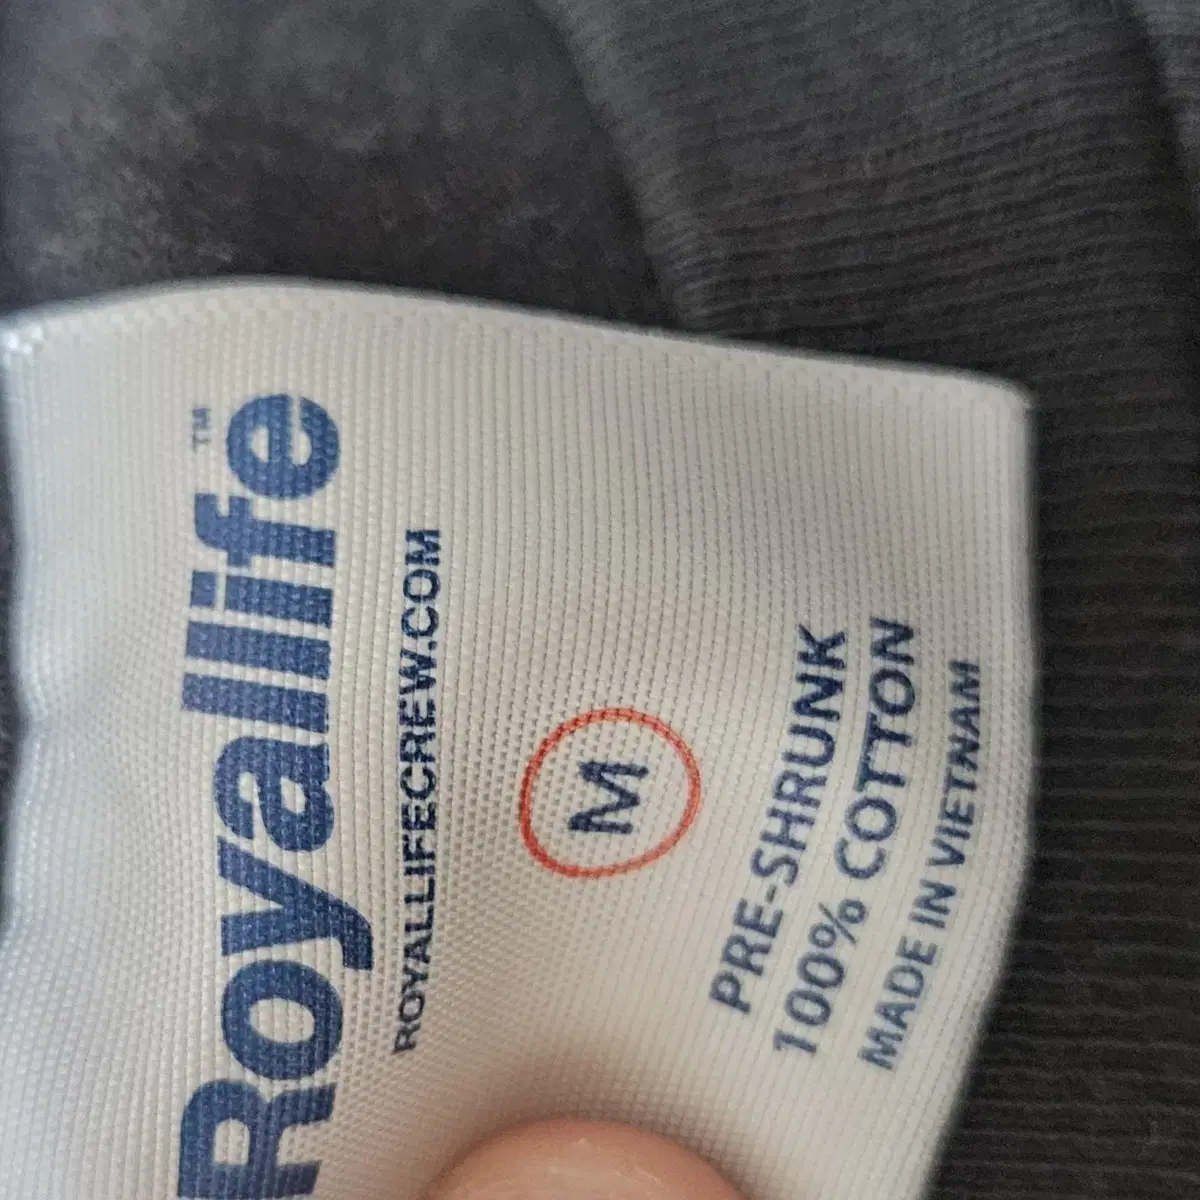 Royallife™
ROYALLIFECREW.COM
M
PRE-SHRUNK
100% COTTON
MADE IN VIETNAM